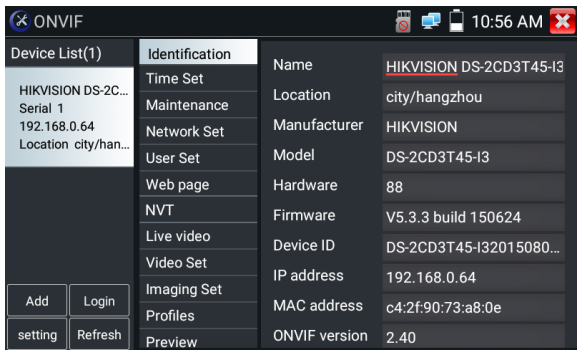 ONVIF
10:56 AM
Device List(1)
HIKVISION DS-2C...
Serial 1
192.168.0.64
Location city/han...
Add
Login
setting
Refresh
Identification
Time Set
Maintenance
Network Set
User Set
Web page
NVT
Live video
Video Set
Imaging Set
Profiles
Preview
Name HIKVISION DS-2CD3T45-I3
Location city/hangzhou
Manufacturer HIKVISION
Model DS-2CD3T45-I3
Hardware 88
Firmware V5.3.3 build 150624
Device ID DS-2CD3T45-I32015080...
IP address 192.168.0.64
MAC address c4:2f:90:73:a8:0e
ONVIF version 2.40